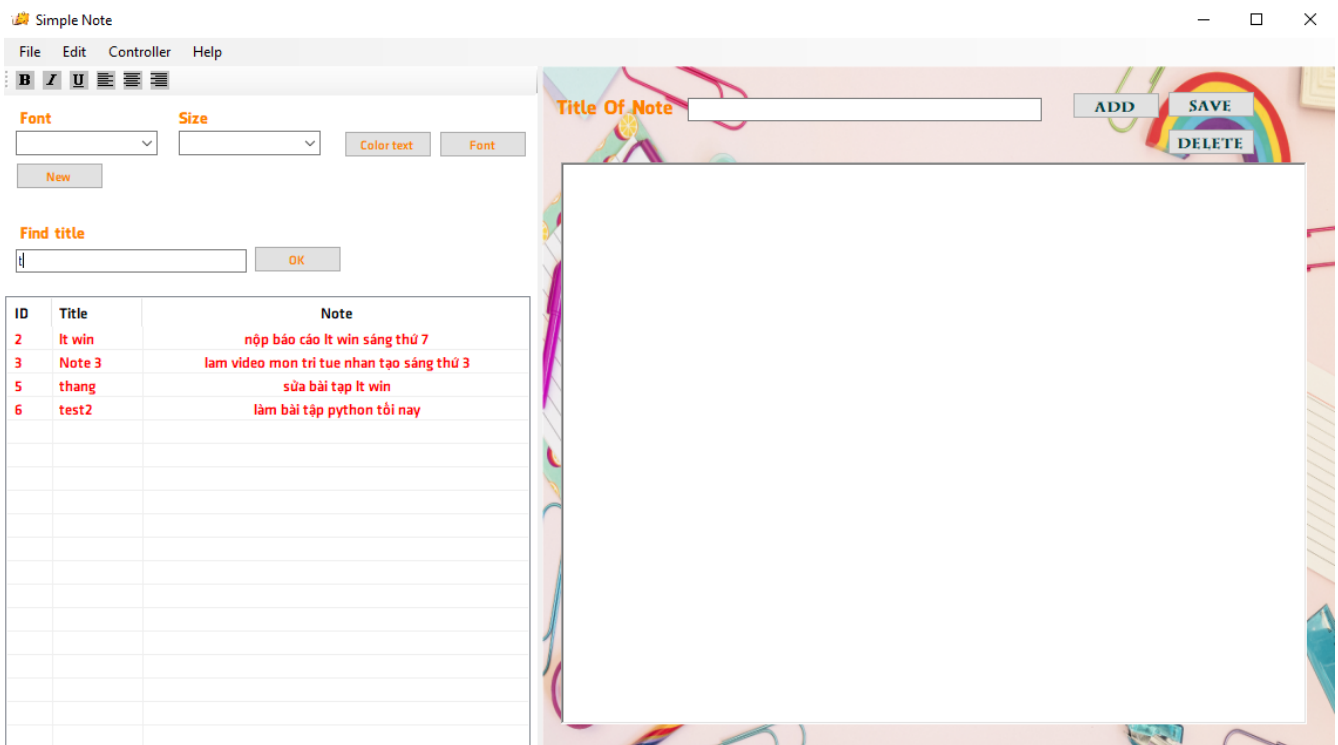 Simple Note
File Edit Controller Help
B I U
Font Size
Color text Font
New
Find title
t
OK
ID Title Note
2 lt win nộp báo cáo lt win sáng thứ 7
3 Note 3 lam video mon tri tue nhan tạo sáng thứ 3
5 thang sửa bài tạp lt win
6 test2 làm bài tập python tối nay
Title Of Note ADD SAVE
DELETE